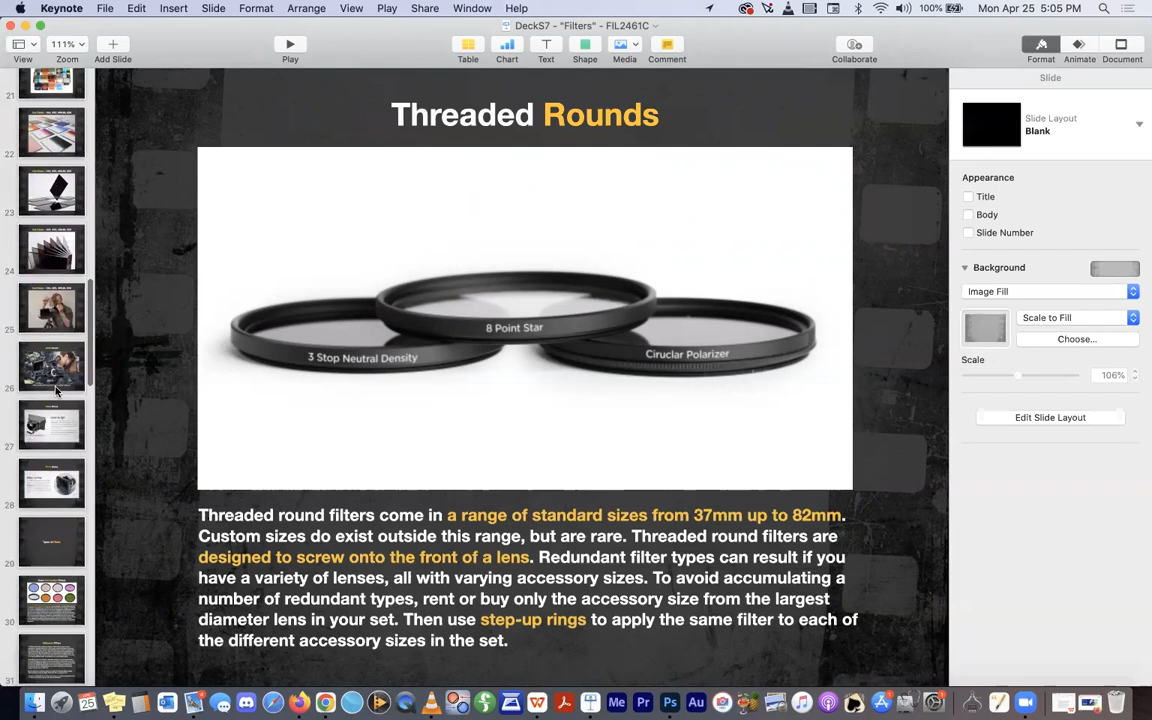 Keynote File Edit Insert Slide Format Arrange View Play Share Window Help 100% Mon Apr 25 5:05 PM
DeckS7 - "Filters" - FIL2461C
111%
View Zoom Add Slide Play Table Chart Text Shape Media Comment Collaborate Format Animate Document
Slide
Threaded Rounds
Slide Layout
Blank
Appearance
Title
Body
Slide Number
Background
Image Fill
Scale to Fill
Choose...
Scale
106%
Edit Slide Layout
21
22
23
24
25
26
27
28
29
30
31
8 Point Star
3 Stop Neutral Density
Ciruclar Polarizer
Threaded round filters come in a range of standard sizes from 37mm up to 82mm.
Custom sizes do exist outside this range, but are rare. Threaded round filters are
designed to screw onto the front of a lens. Redundant filter types can result if you
have a variety of lenses, all with varying accessory sizes. To avoid accumulating a
number of redundant types, rent or buy only the accessory size from the largest
diameter lens in your set. Then use step-up rings to apply the same filter to each of
the different accessory sizes in the set.
25
4
1
Me Pr Ps Au